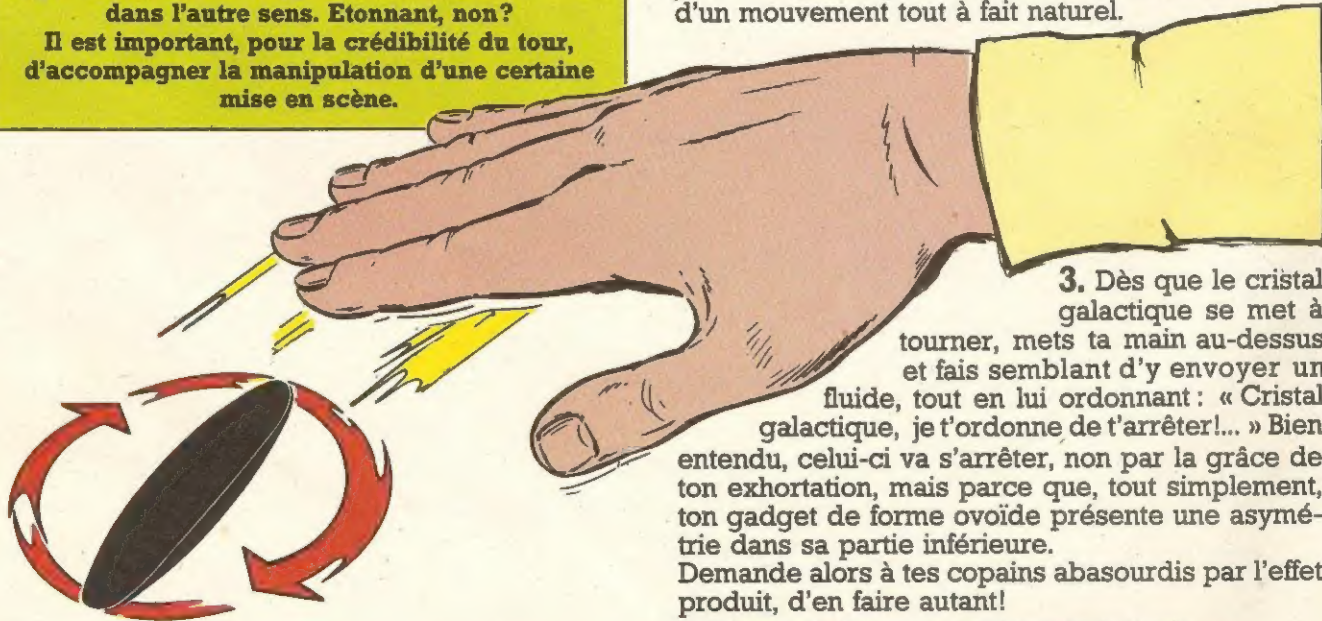 dans l'autre sens. Etonnant, non?
Il est important, pour la crédibilité du tour,
d'accompagner la manipulation d'une certaine
mise en scène.
d'un mouvement tout à fait naturel.
3. Dès que le cristal
galactique se met à
tourner, mets ta main au-dessus
et fais semblant d'y envoyer un
fluide, tout en lui ordonnant : « Cristal
galactique, je t'ordonne de t'arrêter!... » Bien
entendu, celui-ci va s'arrêter, non par la grâce de
ton exhortation, mais parce que, tout simplement,
ton gadget de forme ovoïde présente une asymé-
trie dans sa partie inférieure.
Demande alors à tes copains abasourdis par l'effet
produit, d'en faire autant!